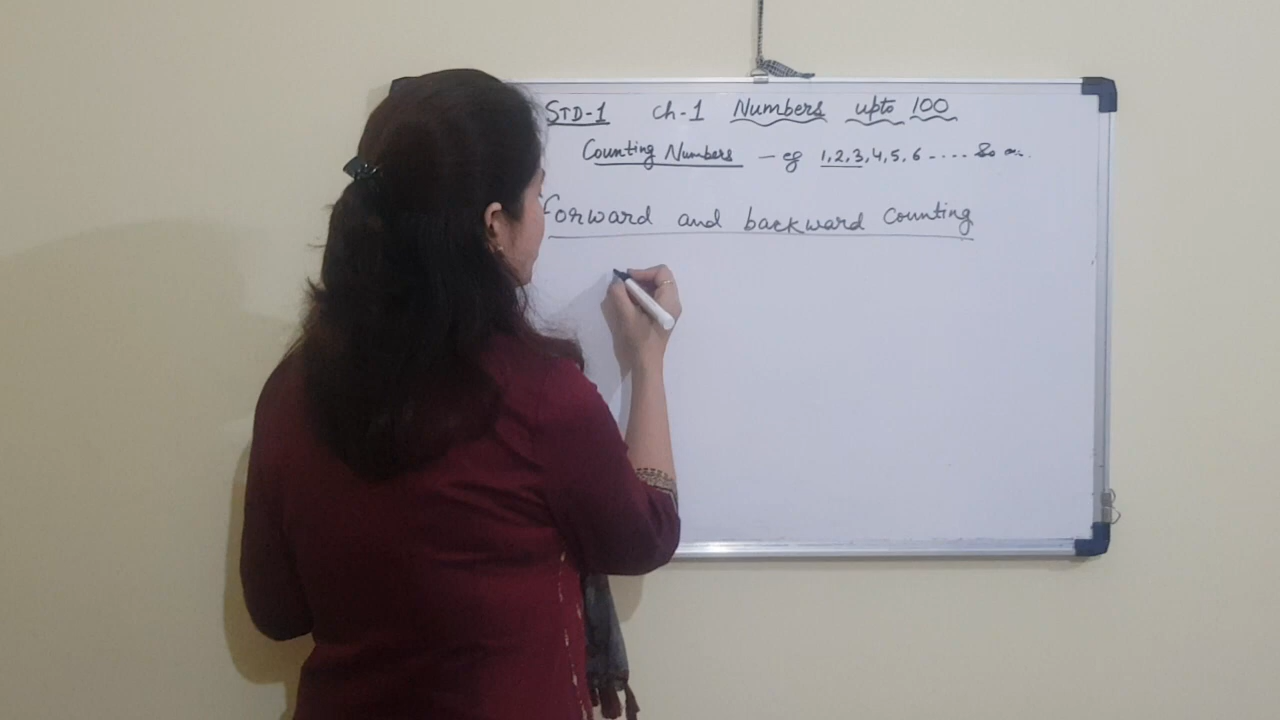 STD-1 Ch-1 Numbers upto 100
Counting Numbers - eg 1,2,3,4,5,6 ----.. So on..
forward and backward Counting